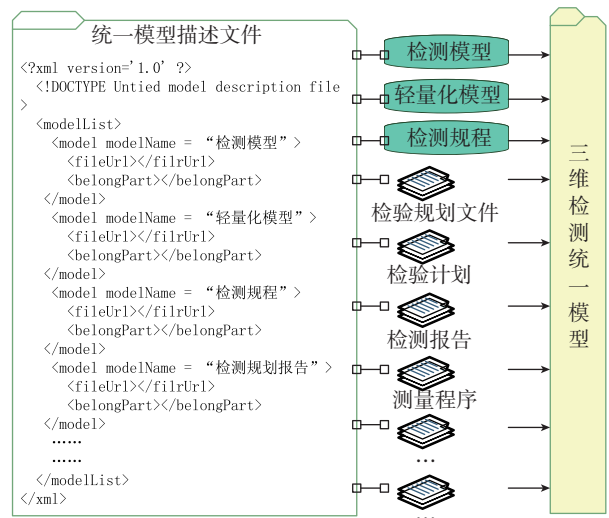 统一模型描述文件
<?xml version='1.0' ?>
<!DOCTYPE Untied model description file
>
<modelList>
<model modelName = “检测模型”>
<fileUrl></filrUrl>
<belongPart></belongPart>
</model>
<model modelName = “轻量化模型”>
<fileUrl></filrUrl>
<belongPart></belongPart>
</model>
<model modelName = “检测规程”>
<fileUrl></filrUrl>
<belongPart></belongPart>
</model>
<model modelName = “检测规划报告”>
<fileUrl></filrUrl>
<belongPart></belongPart>
</model>
……
……
</modelList>
</xml>
检测模型
轻量化模型
检测规程
检验规划文件
检验计划
检测报告
测量程序
…
…
三维检测统一模型